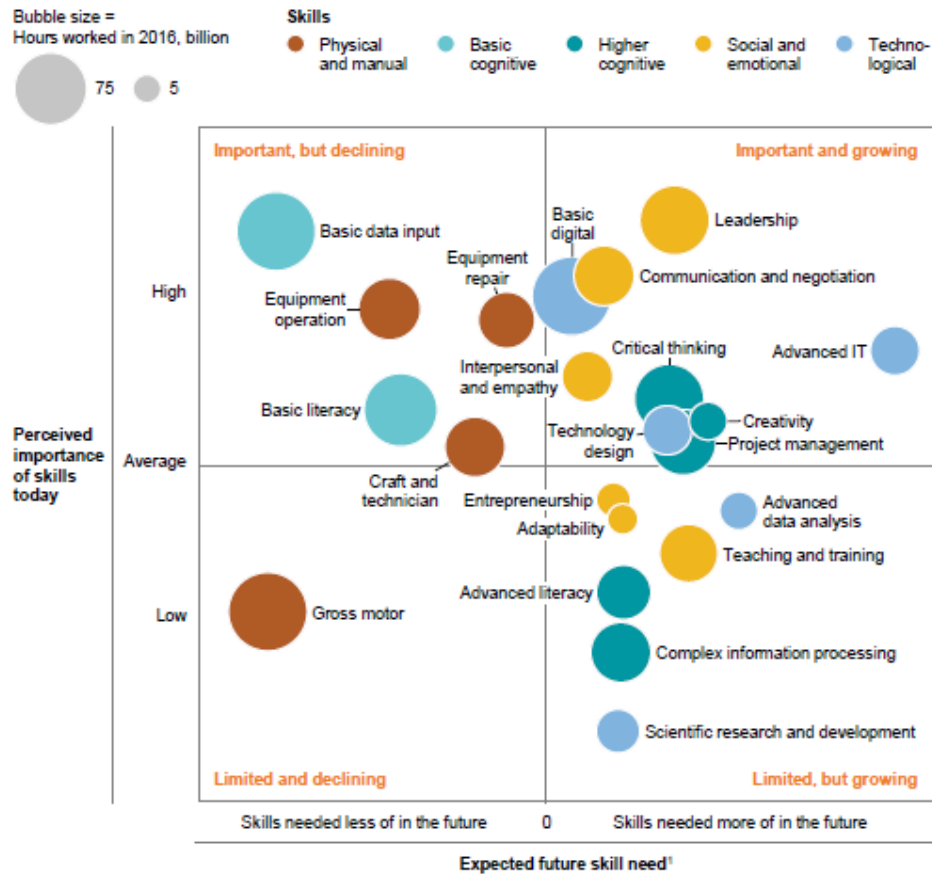 Bubble size =
Hours worked in 2016, billion
75
5
Skills
Physical
and manual
Basic
cognitive
Higher
cognitive
Social and
emotional
Techno-
logical
Important, but declining
Important and growing
Basic data input
Basic
digital
Leadership
Equipment
repair
Communication and negotiation
High
Equipment
operation
Critical thinking
Advanced IT
Interpersonal
and empathy
Basic literacy
Creativity
Technology
design
Project management
Perceived
importance
of skills
today
Average
Craft and
technician
Entrepreneurship
Adaptability
Advanced
data analysis
Teaching and training
Low
Gross motor
Advanced literacy
Complex information processing
Scientific research and development
Limited and declining
Limited, but growing
Skills needed less of in the future
0
Skills needed more of in the future
Expected future skill need¹